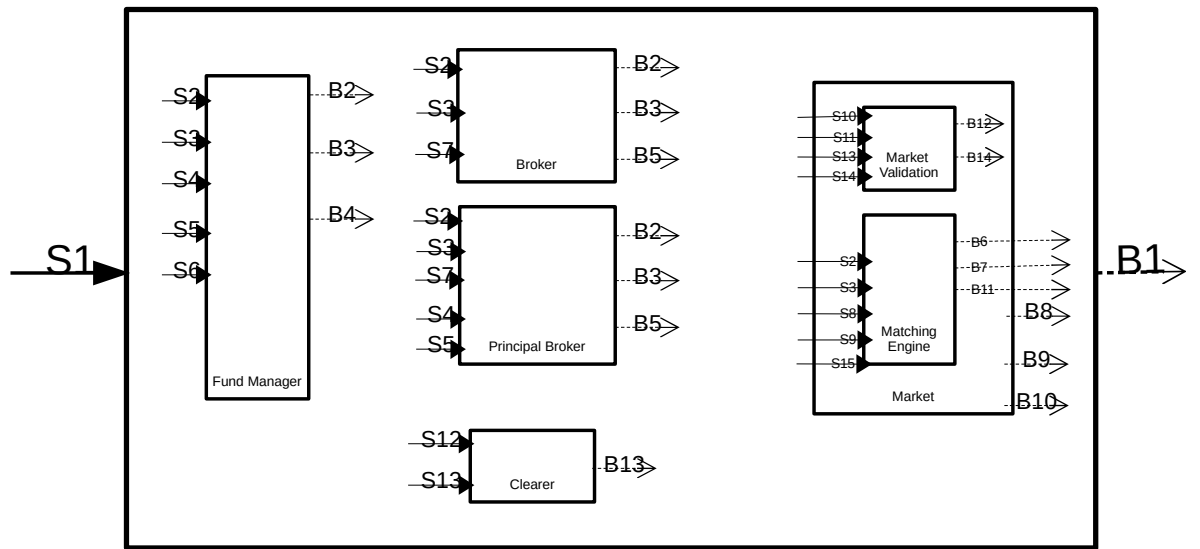 S1
S2
S3
S4
S5
S6
B2
B3
B4
Fund Manager
S2
S3
S7
B2
B3
B5
Broker
S2
S3
S7
S4
S5
B2
B3
B5
Principal Broker
S12
S13
B13
Clearer
S10
S11
S13
S14
B12
B14
Market
Validation
S2
S3
S8
S9
S15
B6
B7
B11
Matching
Engine
B8
B9
B10
Market
B1